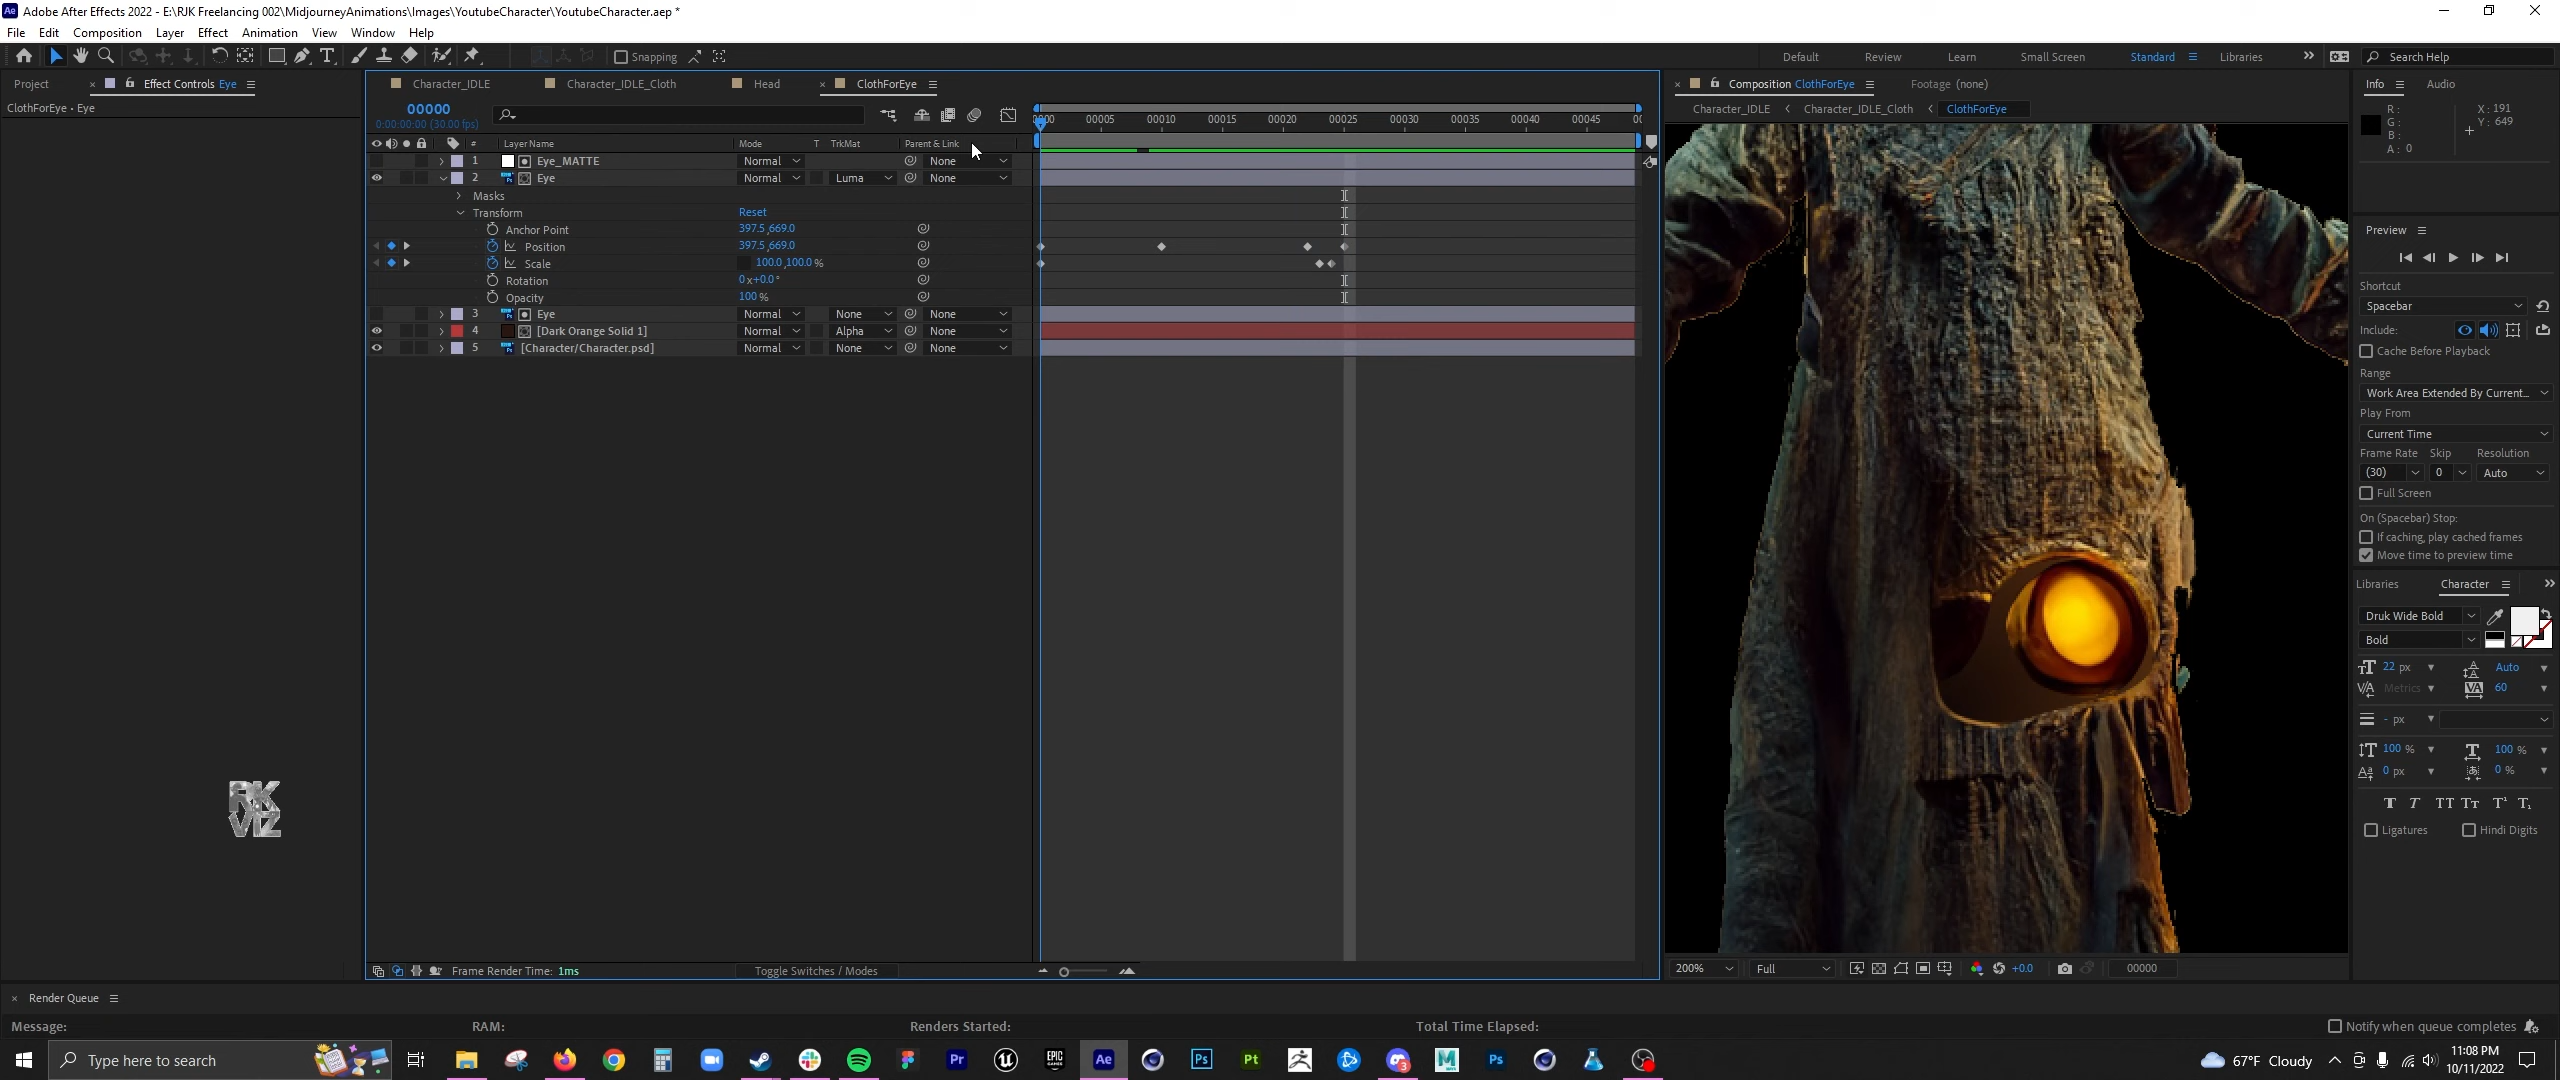 Adobe After Effects 2022 - E:\RJK Freelancing 002\MidjourneyAnimations\Images\YoutubeCharacter\YoutubeCharacter.aep *
File Edit Composition Layer Effect Animation View Window Help
Snapping
Default Review Learn Small Screen Standard Libraries Search Help
Project Effect Controls Eye
ClothForEye • Eye
Character_IDLE Character_IDLE_Cloth Head ClothForEye
Composition ClothForEye Footage (none)
Character_IDLE Character_IDLE_Cloth ClothForEye
Info Audio
R: X: 191
G: Y: 649
B:
A: 0
00000
0:00:00:00 (30.00 fps)
0000 00005 00010 00015 00020 00025 00030 00035 00040 00045 00
# Layer Name Mode T TrkMat Parent & Link
1 Eye_MATTE Normal None
2 Eye Normal Luma None
Masks
Transform Reset
Anchor Point 397.5,669.0
Position 397.5,669.0
Scale 100.0,100.0 %
Rotation 0x+0.0°
Opacity 100 %
3 Eye Normal None None
4 [Dark Orange Solid 1] Normal Alpha None
5 [Character/Character.psd] Normal None None
Frame Render Time: 1ms Toggle Switches / Modes
200% Full +0.0 00000
Preview
Shortcut
Spacebar
Include:
Cache Before Playback
Range
Work Area Extended By Current...
Play From
Current Time
Frame Rate Skip Resolution
(30) 0 Auto
Full Screen
On (Spacebar) Stop:
If caching, play cached frames
Move time to preview time
Libraries Character
Druk Wide Bold
Bold
22 px Auto
Metrics 60
- px
100 % 100 %
0 px 0 %
Ligatures Hindi Digits
RK
VIZ
Render Queue
Message: RAM: Renders Started: Total Time Elapsed: Notify when queue completes
Type here to search
67°F Cloudy
11:08 PM
10/11/2022